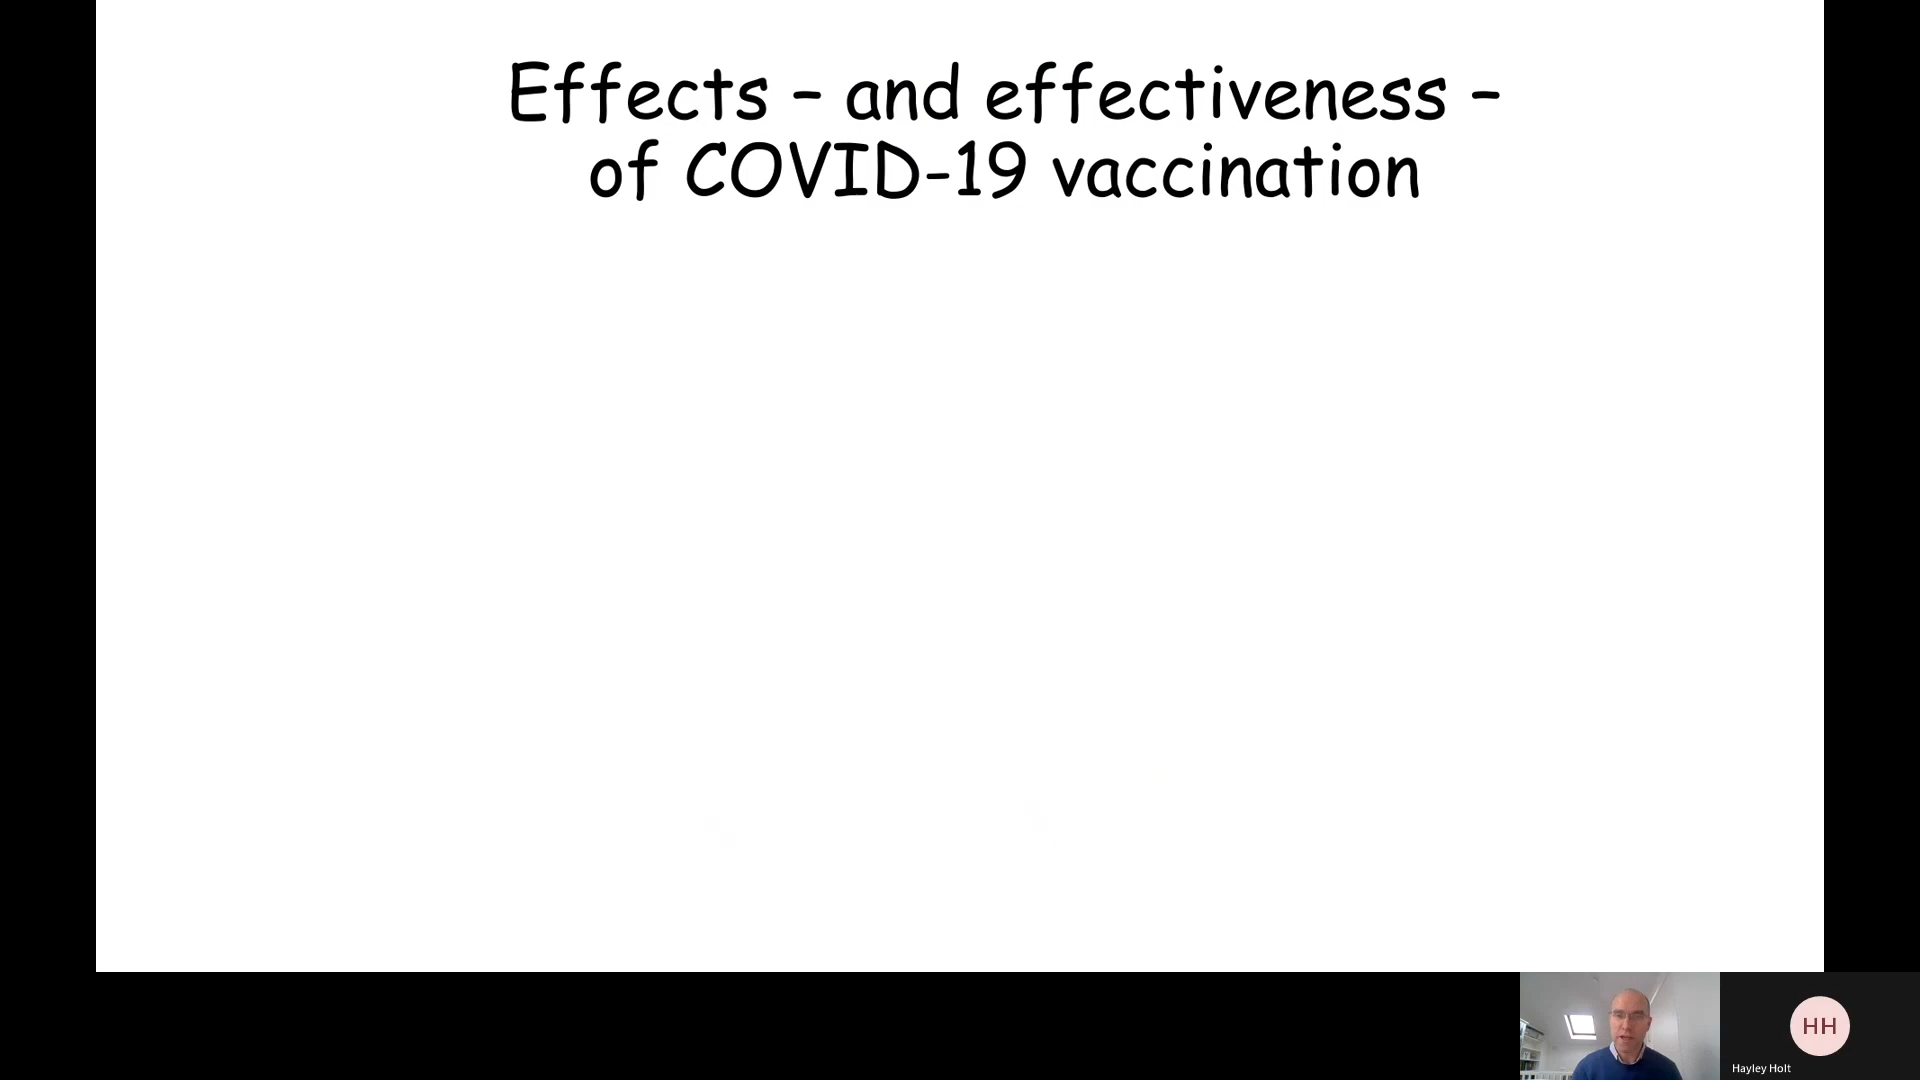 Effects – and effectiveness –
of COVID-19 vaccination
HH
Hayley Holt